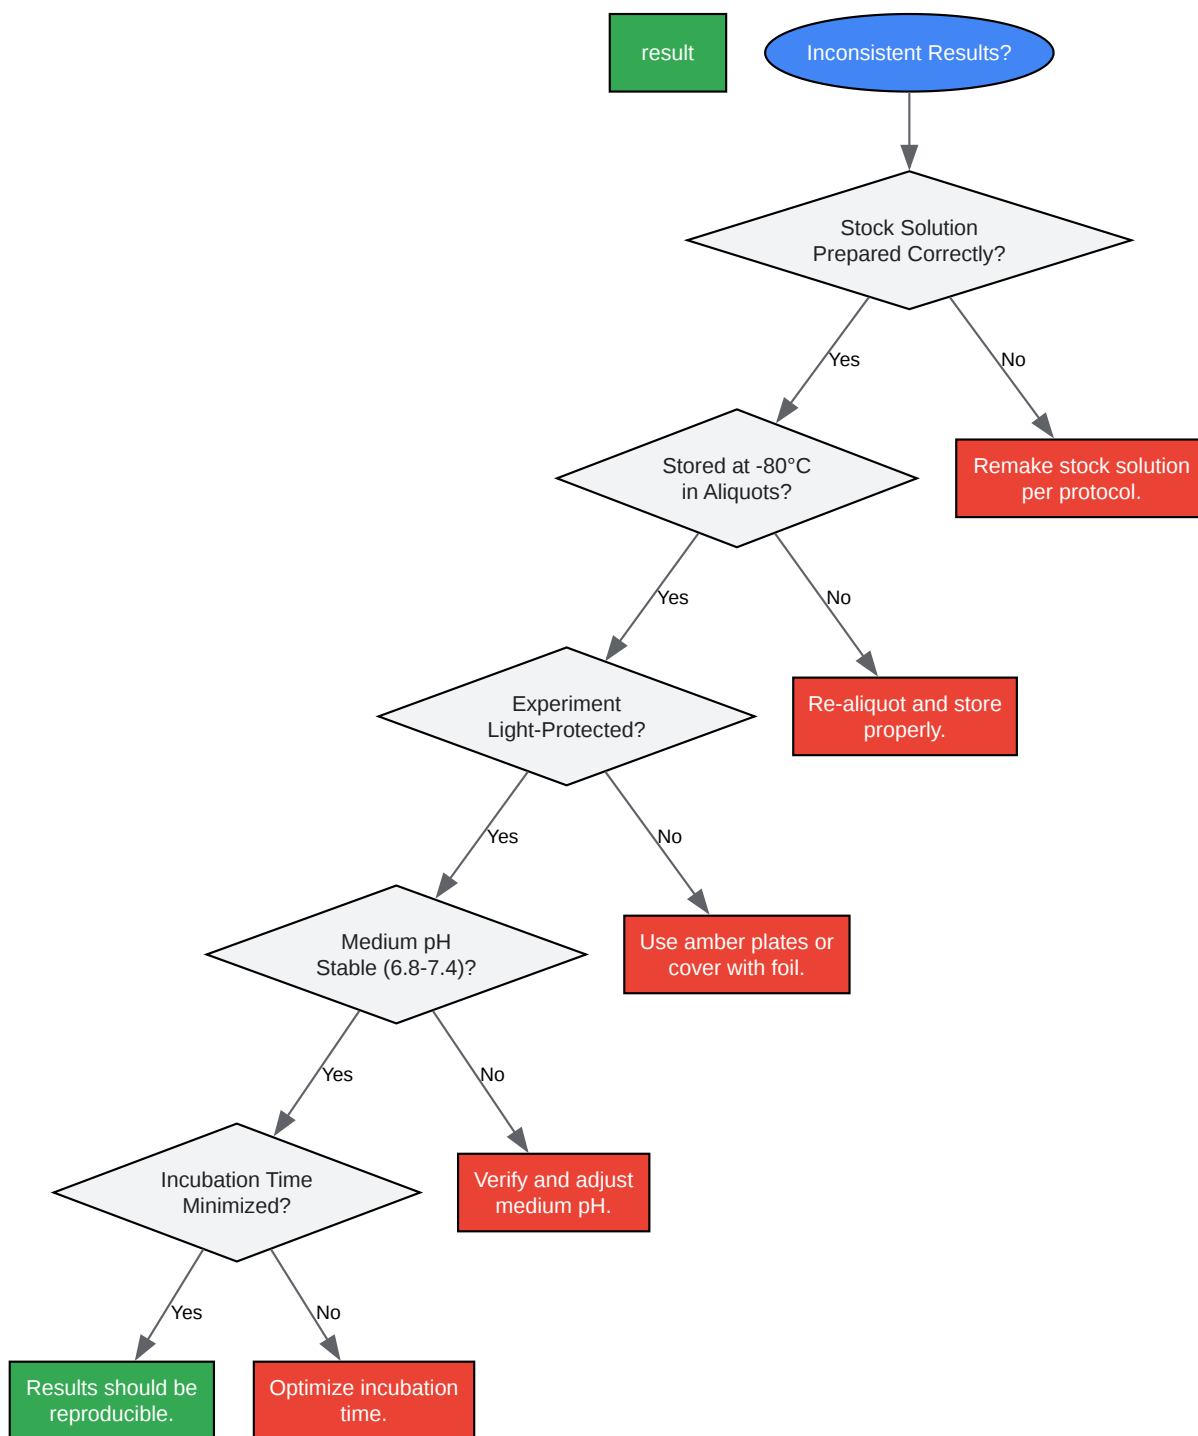 result
Inconsistent Results?
Stock Solution
Prepared Correctly?
Yes
No
Stored at -80°C
in Aliquots?
Remake stock solution
per protocol.
Yes
No
Experiment
Light-Protected?
Re-aliquot and store
properly.
Yes
No
Medium pH
Stable (6.8-7.4)?
Use amber plates or
cover with foil.
Yes
No
Incubation Time
Minimized?
Verify and adjust
medium pH.
Yes
No
Results should be
reproducible.
Optimize incubation
time.